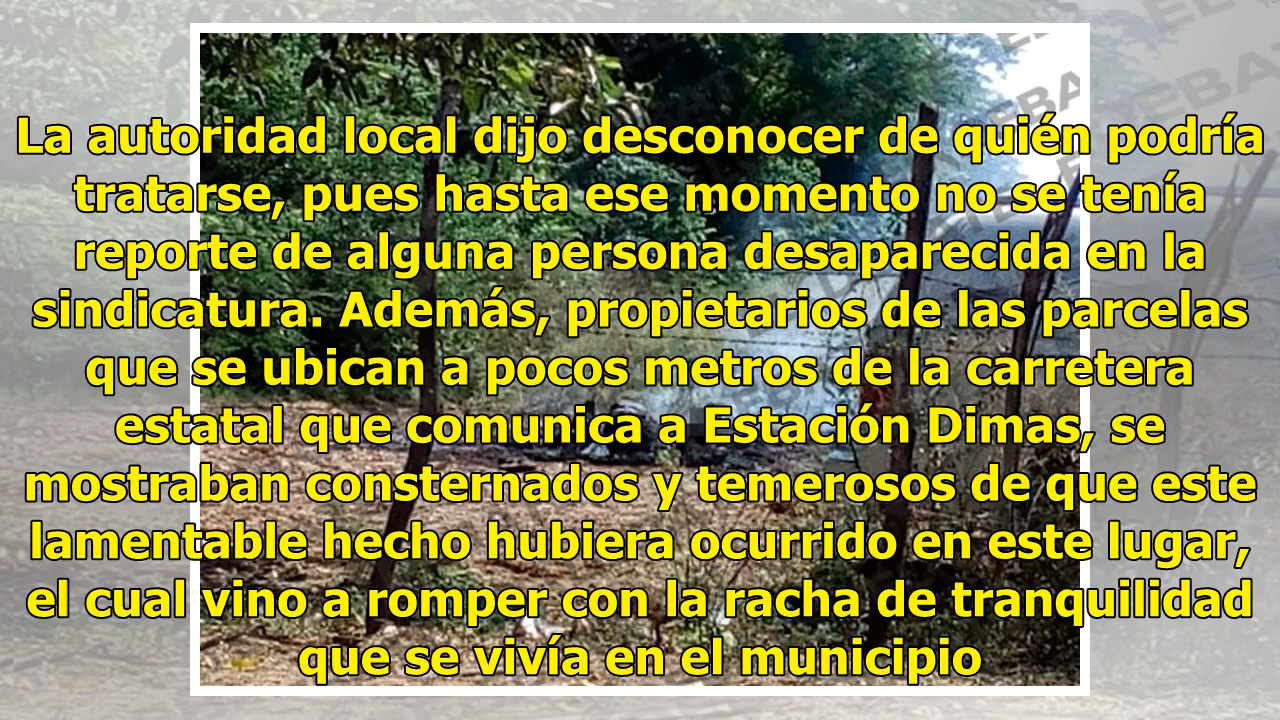 La autoridad local dijo desconocer de quién podría
tratarse, pues hasta ese momento no se tenía
reporte de alguna persona desaparecida en la
sindicatura. Además, propietarios de las parcelas
que se ubican a pocos metros de la carretera
estatal que comunica a Estación Dimas, se
mostraban consternados y temerosos de que este
lamentable hecho hubiera ocurrido en este lugar,
el cual vino a romper con la racha de tranquilidad
que se vivía en el municipio